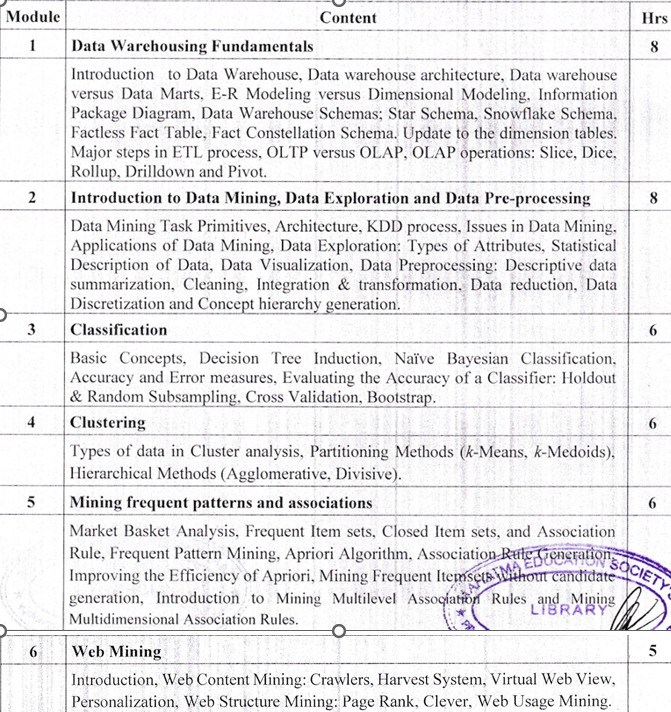 Module Content Hrs
1 Data Warehousing Fundamentals 8
Introduction to Data Warehouse, Data warehouse architecture, Data warehouse
versus Data Marts, E-R Modeling versus Dimensional Modeling, Information
Package Diagram, Data Warehouse Schemas; Star Schema, Snowflake Schema,
Factless Fact Table, Fact Constellation Schema. Update to the dimension tables.
Major steps in ETL process, OLTP versus OLAP, OLAP operations: Slice, Dice,
Rollup, Drilldown and Pivot.
2 Introduction to Data Mining, Data Exploration and Data Pre-processing 8
Data Mining Task Primitives, Architecture, KDD process, Issues in Data Mining,
Applications of Data Mining, Data Exploration: Types of Attributes, Statistical
Description of Data, Data Visualization, Data Preprocessing: Descriptive data
summarization, Cleaning, Integration & transformation, Data reduction, Data
Discretization and Concept hierarchy generation.
3 Classification 6
Basic Concepts, Decision Tree Induction, Naïve Bayesian Classification,
Accuracy and Error measures, Evaluating the Accuracy of a Classifier: Holdout
& Random Subsampling, Cross Validation, Bootstrap.
4 Clustering 6
Types of data in Cluster analysis, Partitioning Methods (k-Means, k-Medoids),
Hierarchical Methods (Agglomerative, Divisive).
5 Mining frequent patterns and associations 6
Market Basket Analysis, Frequent Item sets, Closed Item sets, and Association
Rule, Frequent Pattern Mining, Apriori Algorithm, Association Rule Generation,
Improving the Efficiency of Apriori, Mining Frequent Itemsets without candidate
generation, Introduction to Mining Multilevel Association Rules and Mining
Multidimensional Association Rules.
EDUCATION SOCIETY
LIBRARY
6 Web Mining 5
Introduction, Web Content Mining: Crawlers, Harvest System, Virtual Web View,
Personalization, Web Structure Mining: Page Rank, Clever, Web Usage Mining.